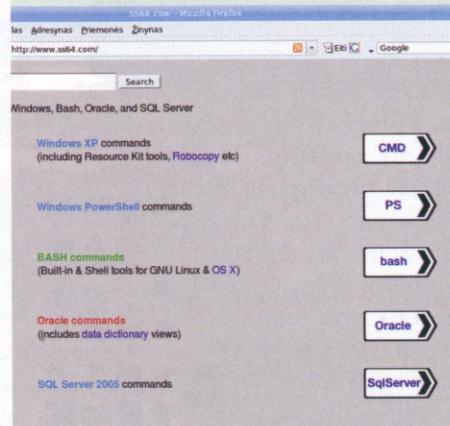 SS64.com - Mozilla Firefox
las Adresynas Priemonės Žinynas
http://www.ss64.com/ Eiti Google
Search
Windows, Bash, Oracle, and SQL Server
Windows XP commands
(including Resource Kit tools, Robocopy etc)
CMD
Windows PowerShell commands
PS
BASH commands
(Built-in & Shell tools for GNU Linux & OS X)
bash
Oracle commands
(includes data dictionary views)
Oracle
SQL Server 2005 commands
SqlServer